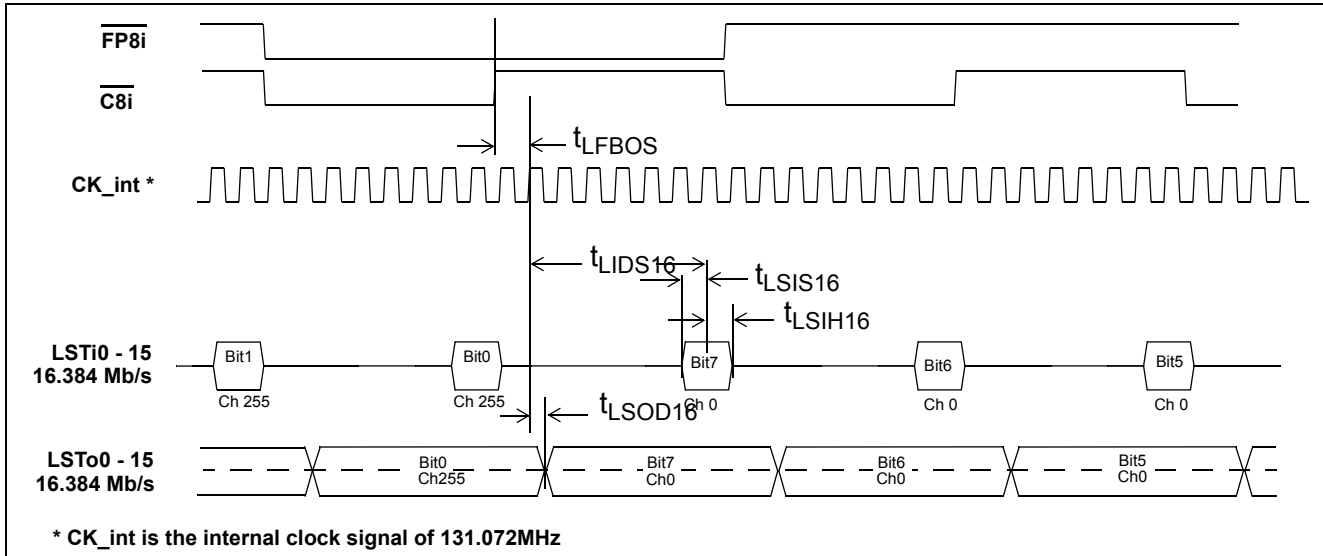 FP8i
C8i
tLFBOS
CK_int *
tLIDS16
tLSIS16
tLSIH16
LSTi0 - 15
16.384 Mb/s
Bit1
Ch 255
Bit0
Ch 255
Bit7
Ch 0
Bit6
Ch 0
Bit5
Ch 0
tLSOD16
LSTo0 - 15
16.384 Mb/s
Bit0
Ch255
Bit7
Ch0
Bit6
Ch0
Bit5
Ch0
* CK_int is the internal clock signal of 131.072MHz